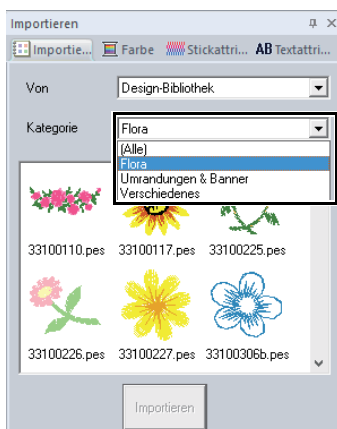 Importieren
Importie... Farbe Stickattri... AB Textattri...
Von Design-Bibliothek
Kategorie Flora
(Alle)
Flora
Umrandungen & Banner
Verschiedenes
33100110.pes 33100117.pes 33100225.pes
33100226.pes 33100227.pes 33100306b.pes
Importieren